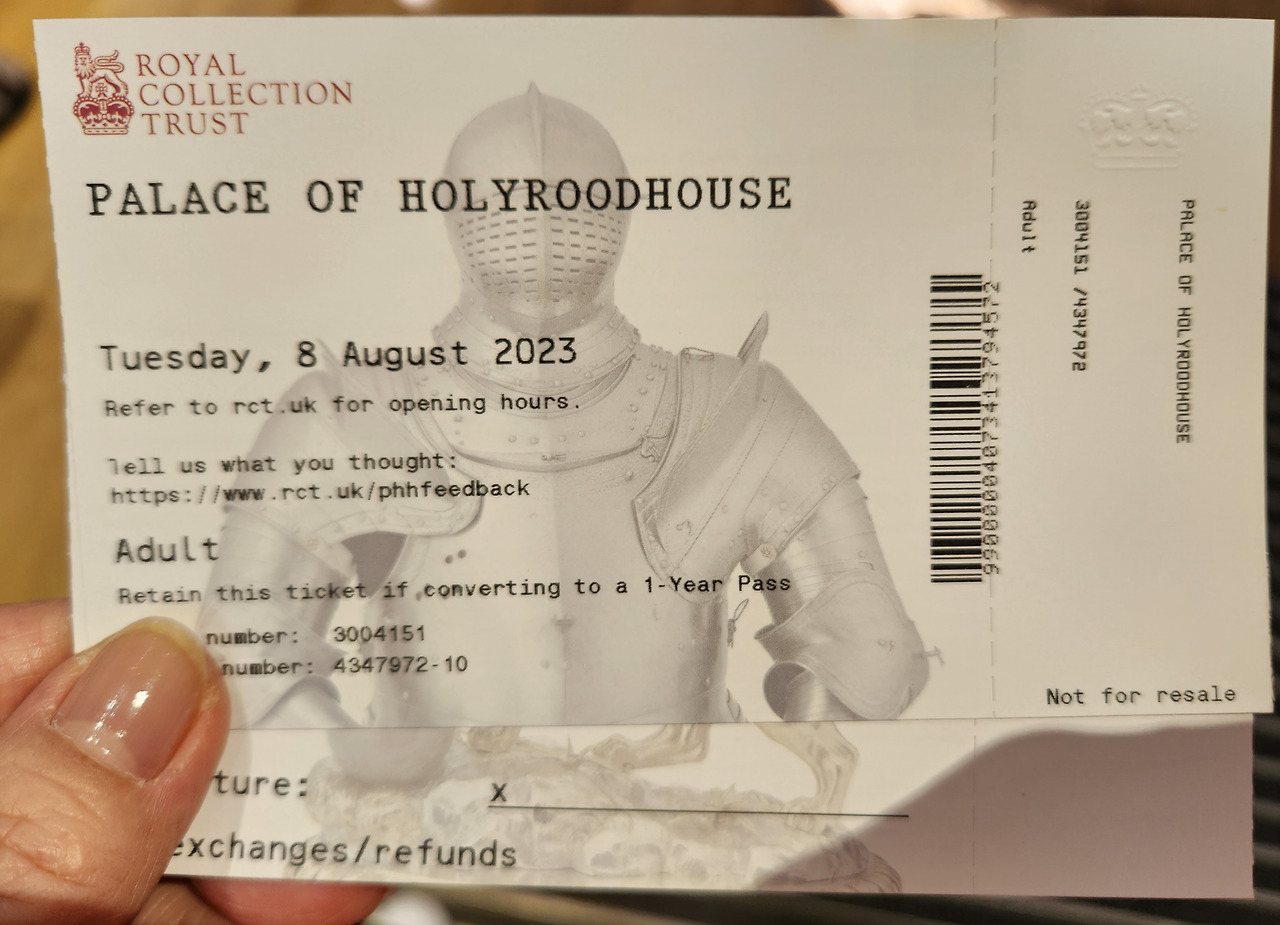 ROYAL
COLLECTION
TRUST
PALACE OF HOLYROODHOUSE
Tuesday, 8 August 2023
Refer to rct.uk for opening hours.
Tell us what you thought:
https://www.rct.uk/phhfeedback
Adult
Retain this ticket if converting to a 1-Year Pass
number: 3004151
number: 4347972-10
ture:
X
exchanges/refunds
Adult
3004151 /4347972
PALACE OF HOLYROODHOUSE
Not for resale